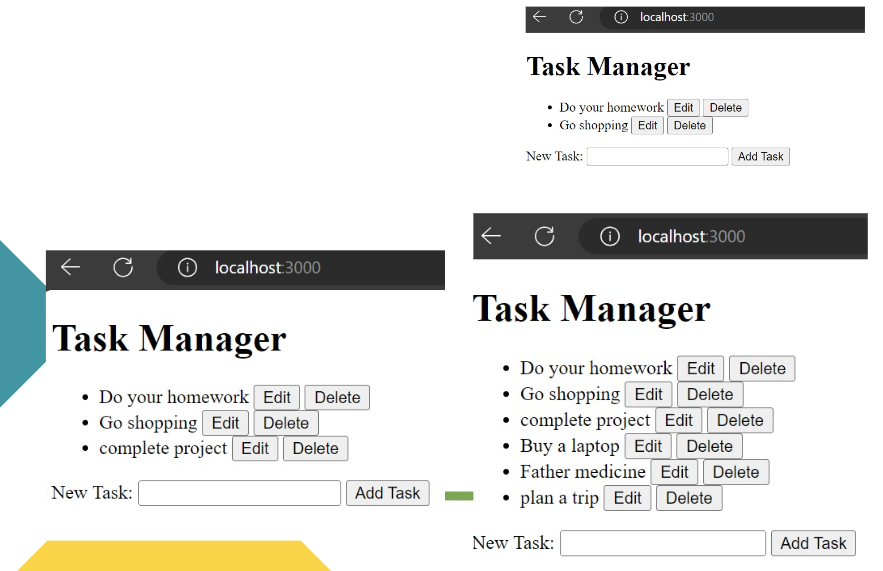 localhost:3000
Task Manager
Do your homework Edit Delete
Go shopping Edit Delete
New Task: Add Task
localhost:3000
Task Manager
Do your homework Edit Delete
Go shopping Edit Delete
complete project Edit Delete
New Task: Add Task
localhost:3000
Task Manager
Do your homework Edit Delete
Go shopping Edit Delete
complete project Edit Delete
Buy a laptop Edit Delete
Father medicine Edit Delete
plan a trip Edit Delete
New Task: Add Task